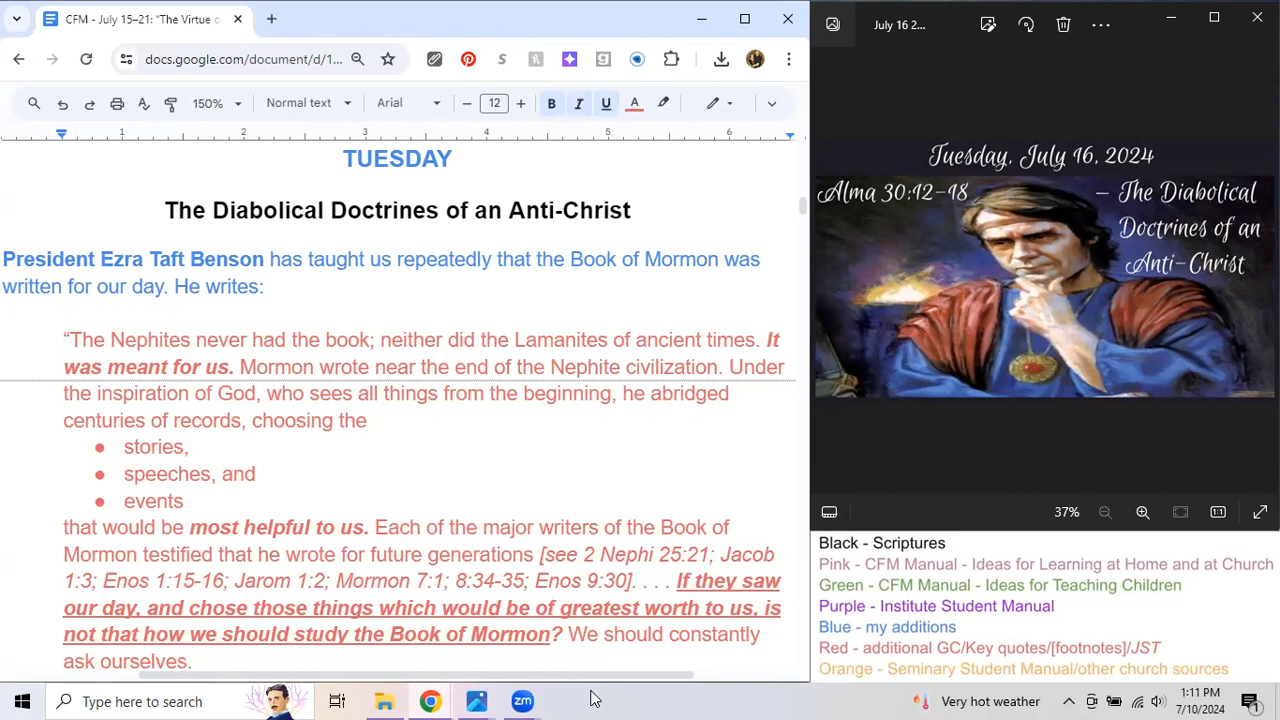 CFM - July 15–21: “The Virtue o
docs.google.com/document/d/1...
150%
Normal text
Arial
12
B
I
U
A
1
2
3
4
5
6
TUESDAY
The Diabolical Doctrines of an Anti-Christ
President Ezra Taft Benson has taught us repeatedly that the Book of Mormon was
written for our day. He writes:
“The Nephites never had the book; neither did the Lamanites of ancient times. It
was meant for us. Mormon wrote near the end of the Nephite civilization. Under
the inspiration of God, who sees all things from the beginning, he abridged
centuries of records, choosing the
● stories,
● speeches, and
● events
that would be most helpful to us. Each of the major writers of the Book of
Mormon testified that he wrote for future generations [see 2 Nephi 25:21; Jacob
1:3; Enos 1:15-16; Jarom 1:2; Mormon 7:1; 8:34-35; Enos 9:30]. . . . If they saw
our day, and chose those things which would be of greatest worth to us, is
not that how we should study the Book of Mormon? We should constantly
ask ourselves.
July 16 2...
Tuesday, July 16, 2024
Alma 30:12-18 – The Diabolical
Doctrines of an
Anti-Christ
37%
1:1
Black - Scriptures
Pink - CFM Manual - Ideas for Learning at Home and at Church
Green - CFM Manual - Ideas for Teaching Children
Purple - Institute Student Manual
Blue - my additions
Red - additional GC/Key quotes/[footnotes]/JST
Orange - Seminary Student Manual/other church sources
Type here to search
zm
Very hot weather
1:11 PM
7/10/2024
1